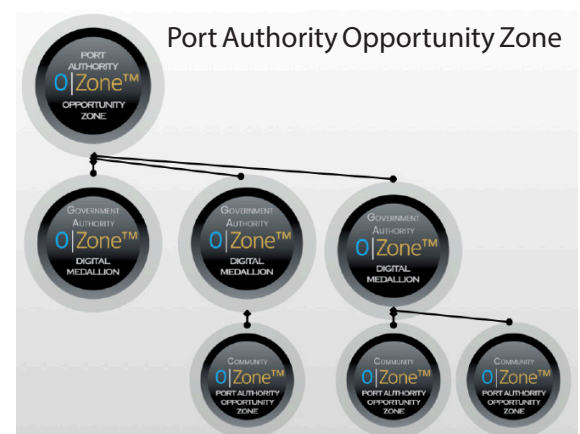 Port Authority Opportunity Zone
PORT
AUTHORITY
O|Zone™
OPPORTUNITY
ZONE
GOVERNMENT
AUTHORITY
O|Zone™
DIGITAL
MEDALLION
GOVERNMENT
AUTHORITY
O|Zone™
DIGITAL
MEDALLION
GOVERNMENT
AUTHORITY
O|Zone™
DIGITAL
MEDALLION
COMMUNITY
O|Zone™
PORT AUTHORITY
OPPORTUNITY
ZONE
COMMUNITY
O|Zone™
PORT AUTHORITY
OPPORTUNITY
ZONE
COMMUNITY
O|Zone™
PORT AUTHORITY
OPPORTUNITY
ZONE